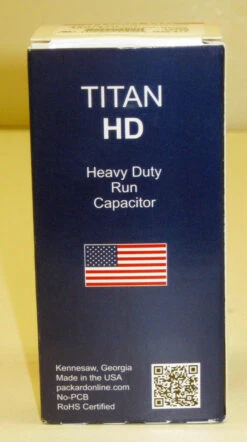 TITAN
HD
Heavy Duty
Run
Capacitor
Kennesaw, Georgia
Made in the USA
packardonline.com
No-PCB
RoHS Certified